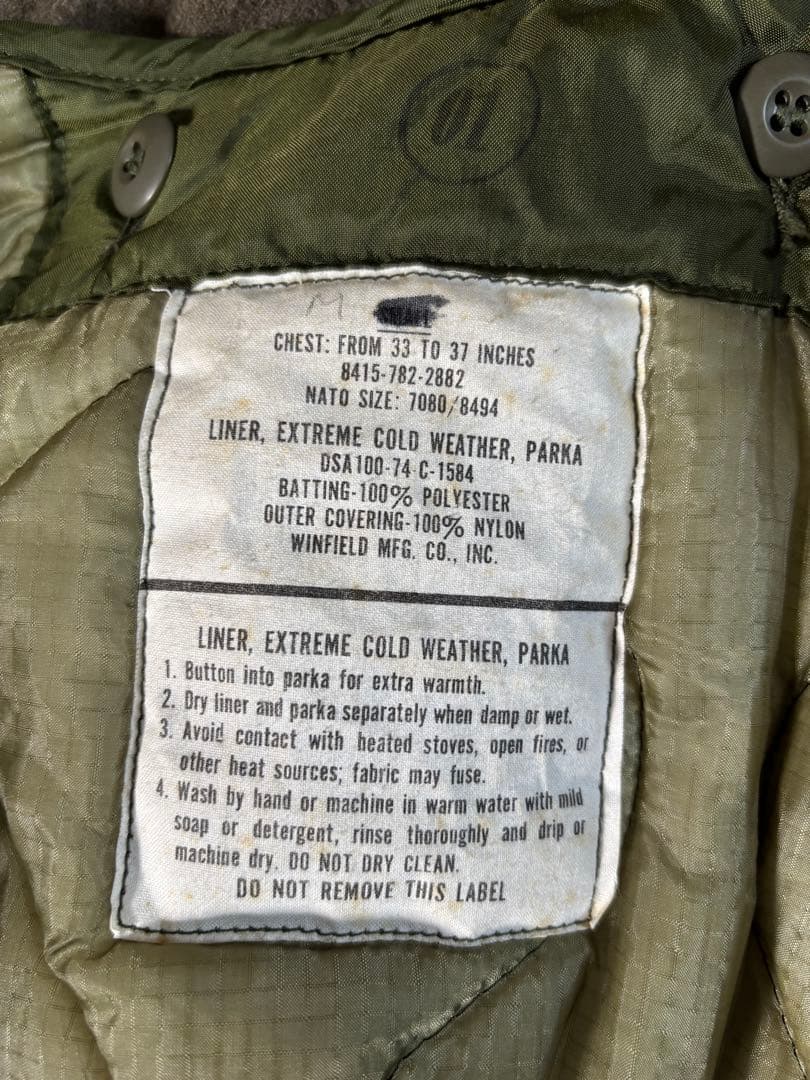 10
M
CHEST: FROM 33 TO 37 INCHES
8415-782-2882
NATO SIZE: 7080/8494
LINER, EXTREME COLD WEATHER, PARKA
DSA100-74-C-1584
BATTING-100% POLYESTER
OUTER COVERING-100% NYLON
WINFIELD MFG. CO., INC.
LINER, EXTREME COLD WEATHER, PARKA
1. Button into parka for extra warmth.
2. Dry liner and parka separately when damp or wet.
3. Avoid contact with heated stoves, open fires, or
other heat sources; fabric may fuse.
4. Wash by hand or machine in warm water with mild
soap or detergent, rinse thoroughly and drip or
machine dry. DO NOT DRY CLEAN.
DO NOT REMOVE THIS LABEL